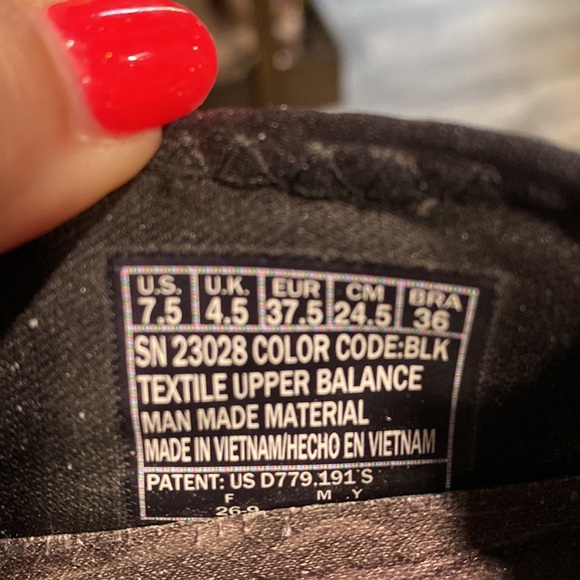 U.S. U.K. EUR CM BRA
7.5 4.5 37.5 24.5 36
SN 23028 COLOR CODE:BLK
TEXTILE UPPER BALANCE
MAN MADE MATERIAL
MADE IN VIETNAM/HECHO EN VIETNAM
PATENT: US D779,191'S
F M Y
26-9